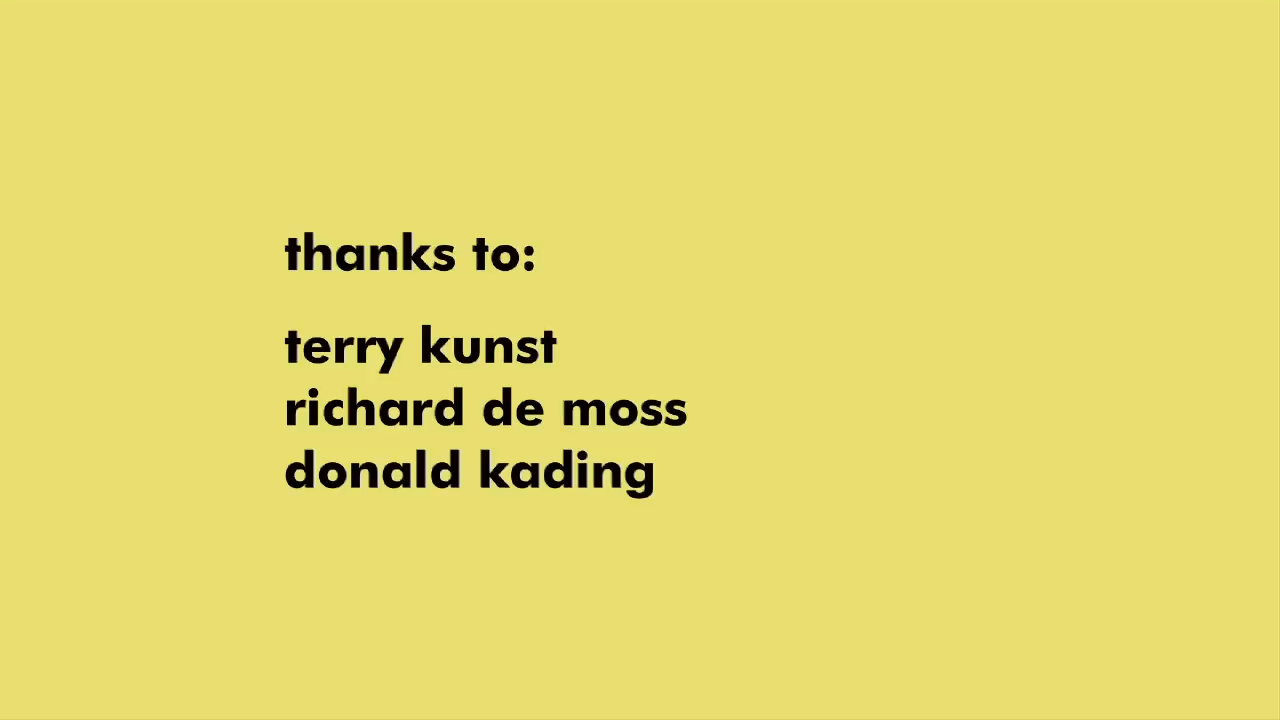 thanks to:
terry kunst
richard de moss
donald kading